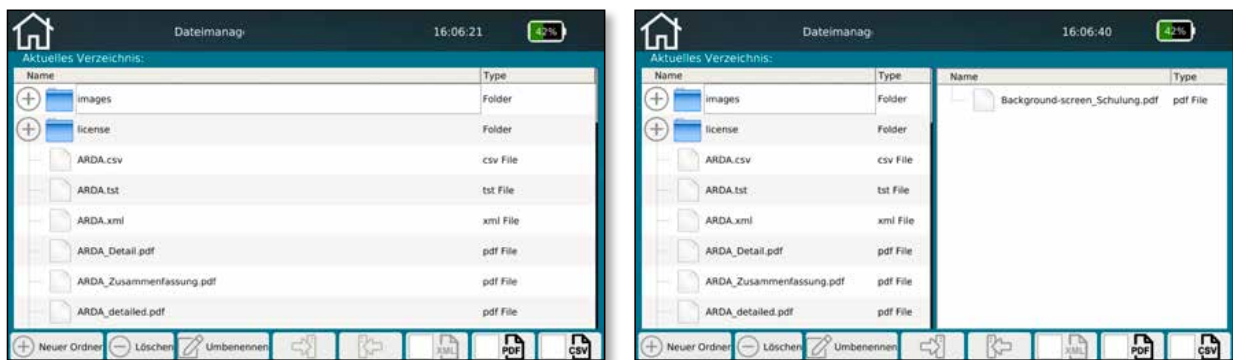 Dateimanag 16:06:21 42%
Aktuelles Verzeichnis:
Name Type
images Folder
license Folder
ARDA.csv csv File
ARDA.tst tst File
ARDA.xml xml File
ARDA_Detail.pdf pdf File
ARDA_Zusammenfassung.pdf pdf File
ARDA_detailed.pdf pdf File
Neuer Ordner Löschen Umbenennen XML PDF CSV
Dateimanag 16:06:40 42%
Aktuelles Verzeichnis:
Name Type Name Type
images Folder Background-screen_Schulung.pdf pdf File
license Folder
ARDA.csv csv File
ARDA.tst tst File
ARDA.xml xml File
ARDA_Detail.pdf pdf File
ARDA_Zusammenfassung.pdf pdf File
ARDA_detailed.pdf pdf File
Neuer Ordner Löschen Umbenennen XML PDF CSV